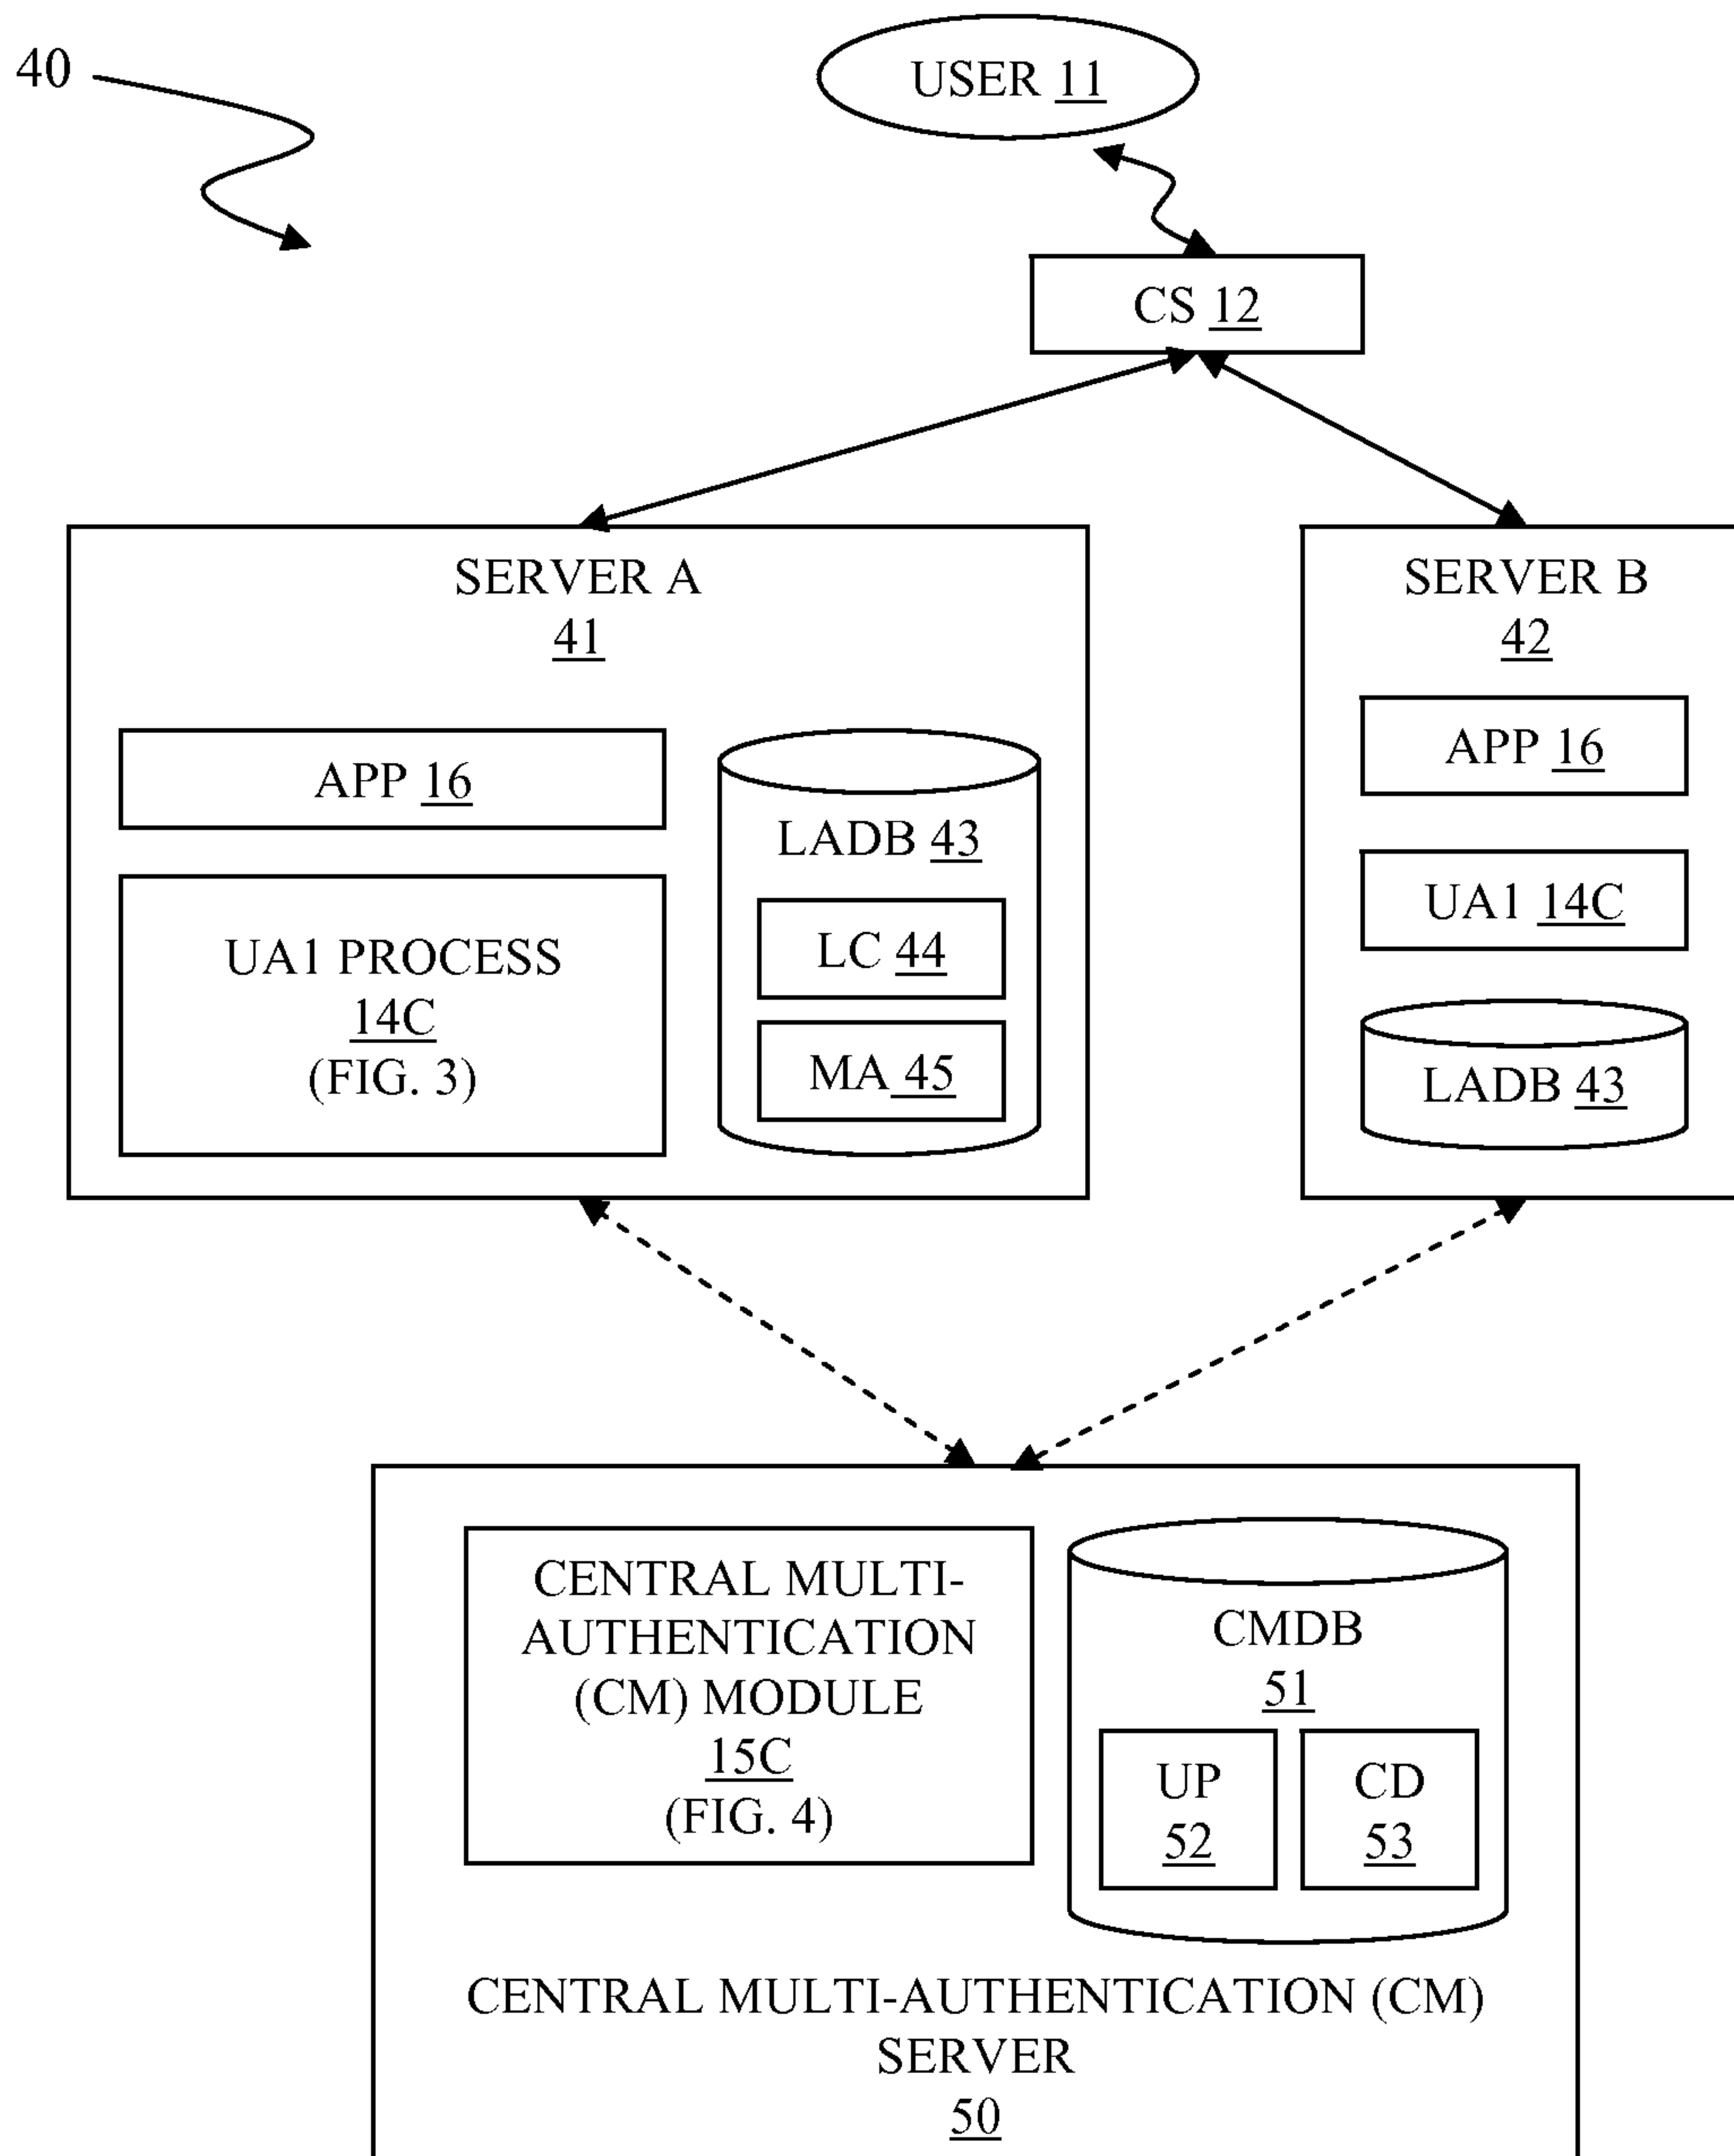 40
USER 11
CS 12
SERVER A
41
APP 16
UA1 PROCESS
14C
(FIG. 3)
LADB 43
LC 44
MA 45
SERVER B
42
APP 16
UA1 14C
LADB 43
CENTRAL MULTI-
AUTHENTICATION
(CM) MODULE
15C
(FIG. 4)
CMDB
51
UP
52
CD
53
CENTRAL MULTI-AUTHENTICATION (CM)
SERVER
50